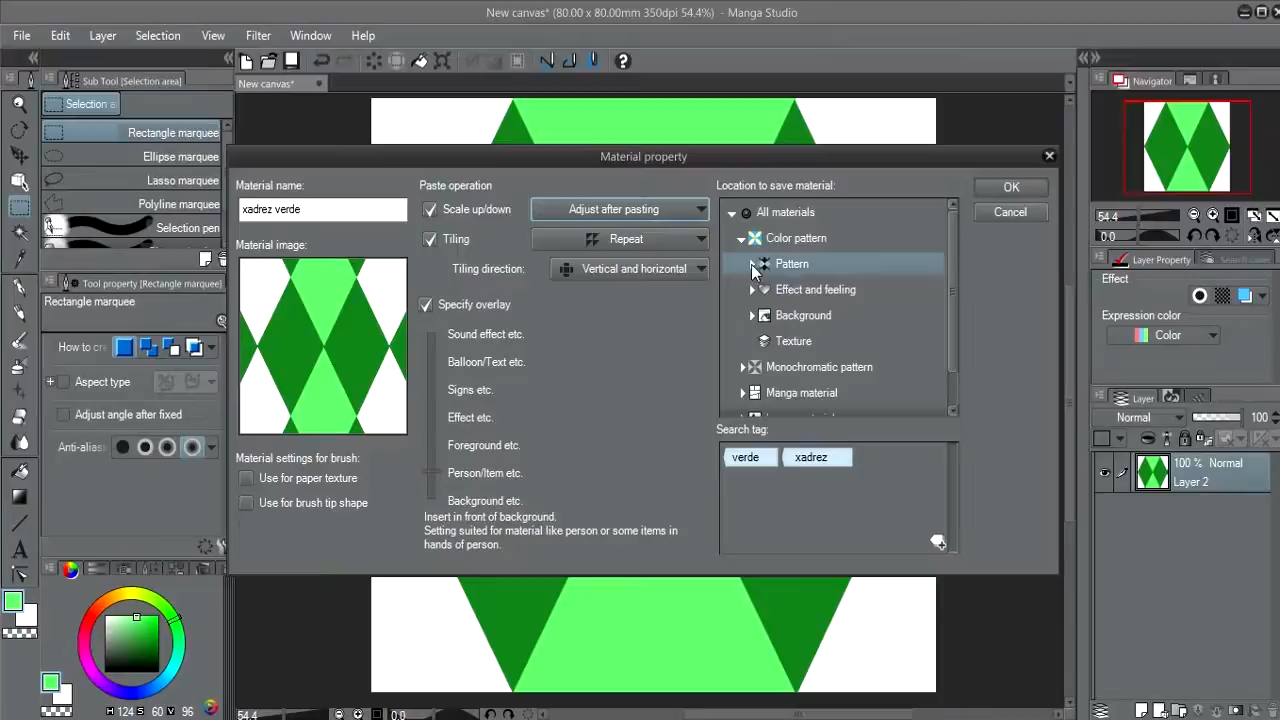 New canvas* (80.00 x 80.00mm 350dpi 54.4%) - Manga Studio
File Edit Layer Selection View Filter Window Help
Sub Tool [Selection area]
New canvas*
Navigator
Selection a
Rectangle marquee
Ellipse marquee
Lasso marquee
Polyline marquee
Selection pen
Tool property [Rectangle marquee]
Rectangle marquee
How to cre
Aspect type
Adjust angle after fixed
Anti-alias
H 124 S 60 V 96
Material property
Material name:
xadrez verde
Material image:
Material settings for brush:
Use for paper texture
Use for brush tip shape
Paste operation
Scale up/down
Adjust after pasting
Tiling
Repeat
Tiling direction:
Vertical and horizontal
Specify overlay
Sound effect etc.
Balloon/Text etc.
Signs etc.
Effect etc.
Foreground etc.
Person/Item etc.
Background etc.
Insert in front of background.
Setting suited for material like person or some items in
hands of person.
Location to save material:
All materials
Color pattern
Pattern
Effect and feeling
Background
Texture
Monochromatic pattern
Manga material
Search tag:
verde xadrez
OK
Cancel
54.4
0.0
Layer Property
Search Layer
Effect
Expression color
Color
Layer
Normal 100
100 % Normal
Layer 2
54.4 0.0